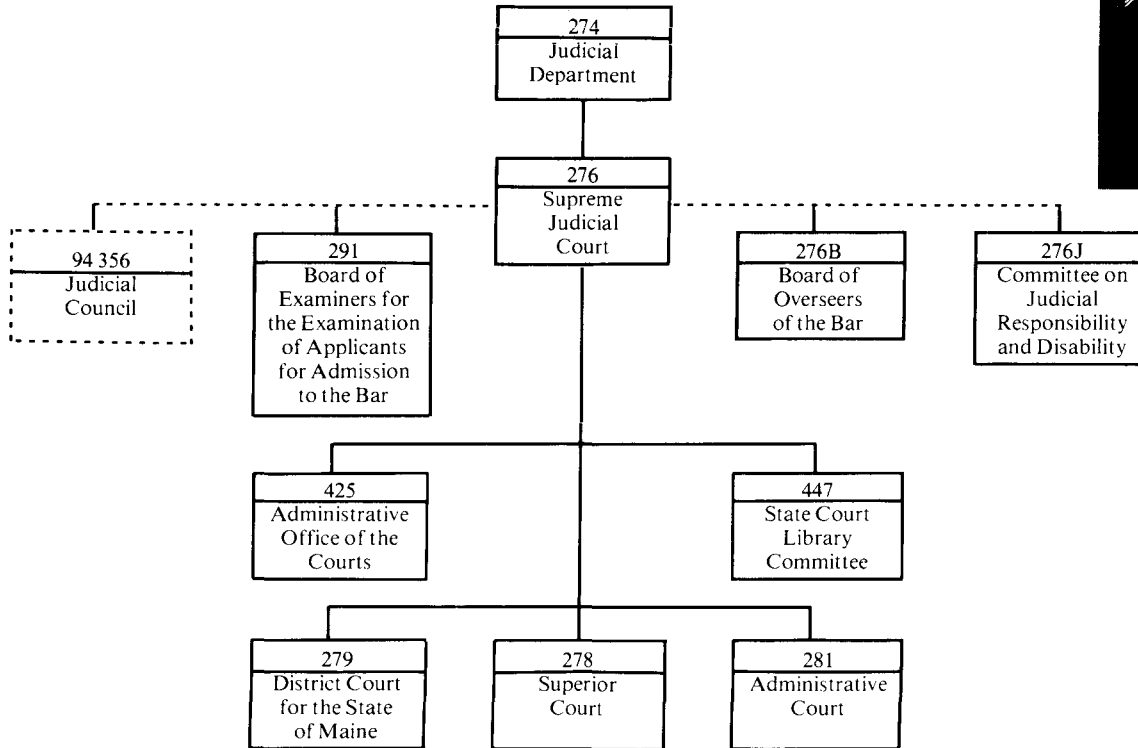 274
Judicial
Department
276
Supreme
Judicial
Court
94 356
Judicial
Council
291
Board of
Examiners for
the Examination
of Applicants
for Admission
to the Bar
276B
Board of
Overseers
of the Bar
276J
Committee on
Judicial
Responsibility
and Disability
425
Administrative
Office of the
Courts
447
State Court
Library
Committee
279
District Court
for the State
of Maine
278
Superior
Court
281
Administrative
Court